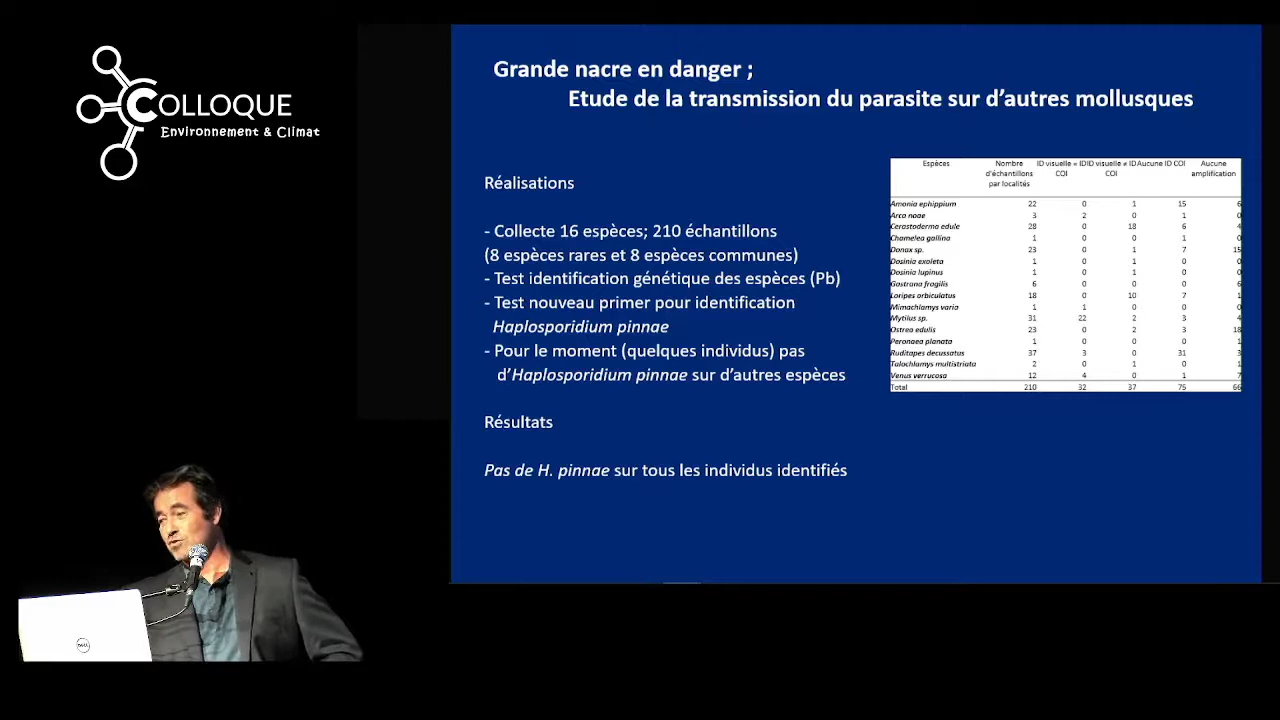 COLLOQUE
Environnement & Climat
Grande nacre en danger ;
Etude de la transmission du parasite sur d’autres mollusques
Réalisations
- Collecte 16 espèces; 210 échantillons
(8 espèces rares et 8 espèces communes)
- Test identification génétique des espèces (Pb)
- Test nouveau primer pour identification
Haplosporidium pinnae
- Pour le moment (quelques individus) pas
d’Haplosporidium pinnae sur d’autres espèces
Résultats
Pas de H. pinnae sur tous les individus identifiés
Espèces Nombre d'échantillons par localités ID visuelle = ID COI ID visuelle ≠ ID COI Aucune ID COI Aucune amplification
Amonia ephippium 22 0 1 15 6
Arca noae 3 2 0 1 0
Cerastoderma edule 28 0 18 6 4
Chamelea gallina 1 0 0 1 0
Donax sp. 23 0 1 7 15
Dosinia exoleta 1 0 1 0 0
Dosinia lupinus 1 0 1 0 0
Gastrana fragilis 6 0 0 0 6
Loripes orbiculatus 18 0 10 7 1
Mimachlamys varia 1 1 0 0 0
Mytilus sp. 31 22 2 3 4
Ostrea edulis 23 0 2 3 18
Peronaea planata 1 0 0 0 1
Ruditapes decussatus 37 3 0 31 3
Talochlamys multistriata 2 0 1 0 1
Venus verrucosa 12 4 0 1 7
Total 210 32 37 75 66
DELL